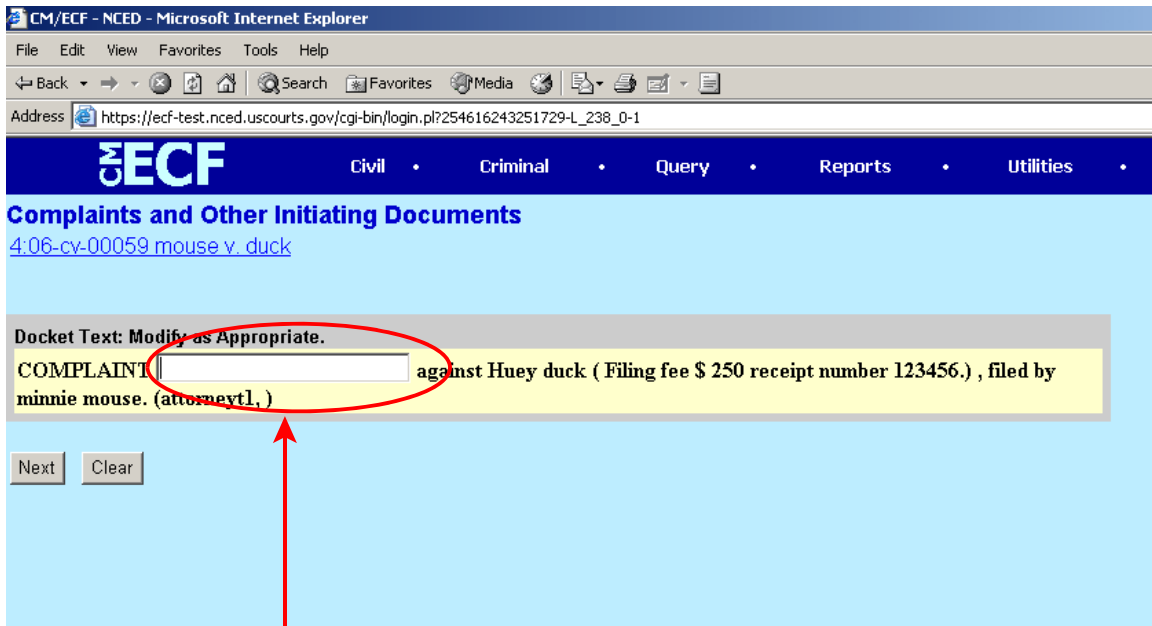 CM/ECF - NCED - Microsoft Internet Explorer
File Edit View Favorites Tools Help
Back Search Favorites Media
Address https://ecf-test.nced.uscourts.gov/cgi-bin/login.pl?254616243251729-L_238_0-1
CM ECF Civil • Criminal • Query • Reports • Utilities •
Complaints and Other Initiating Documents
4:06-cv-00059 mouse v. duck
Docket Text: Modify as Appropriate.
COMPLAINT against Huey duck ( Filing fee $ 250 receipt number 123456.) , filed by
minnie mouse. (attorneyt1, )
Next Clear